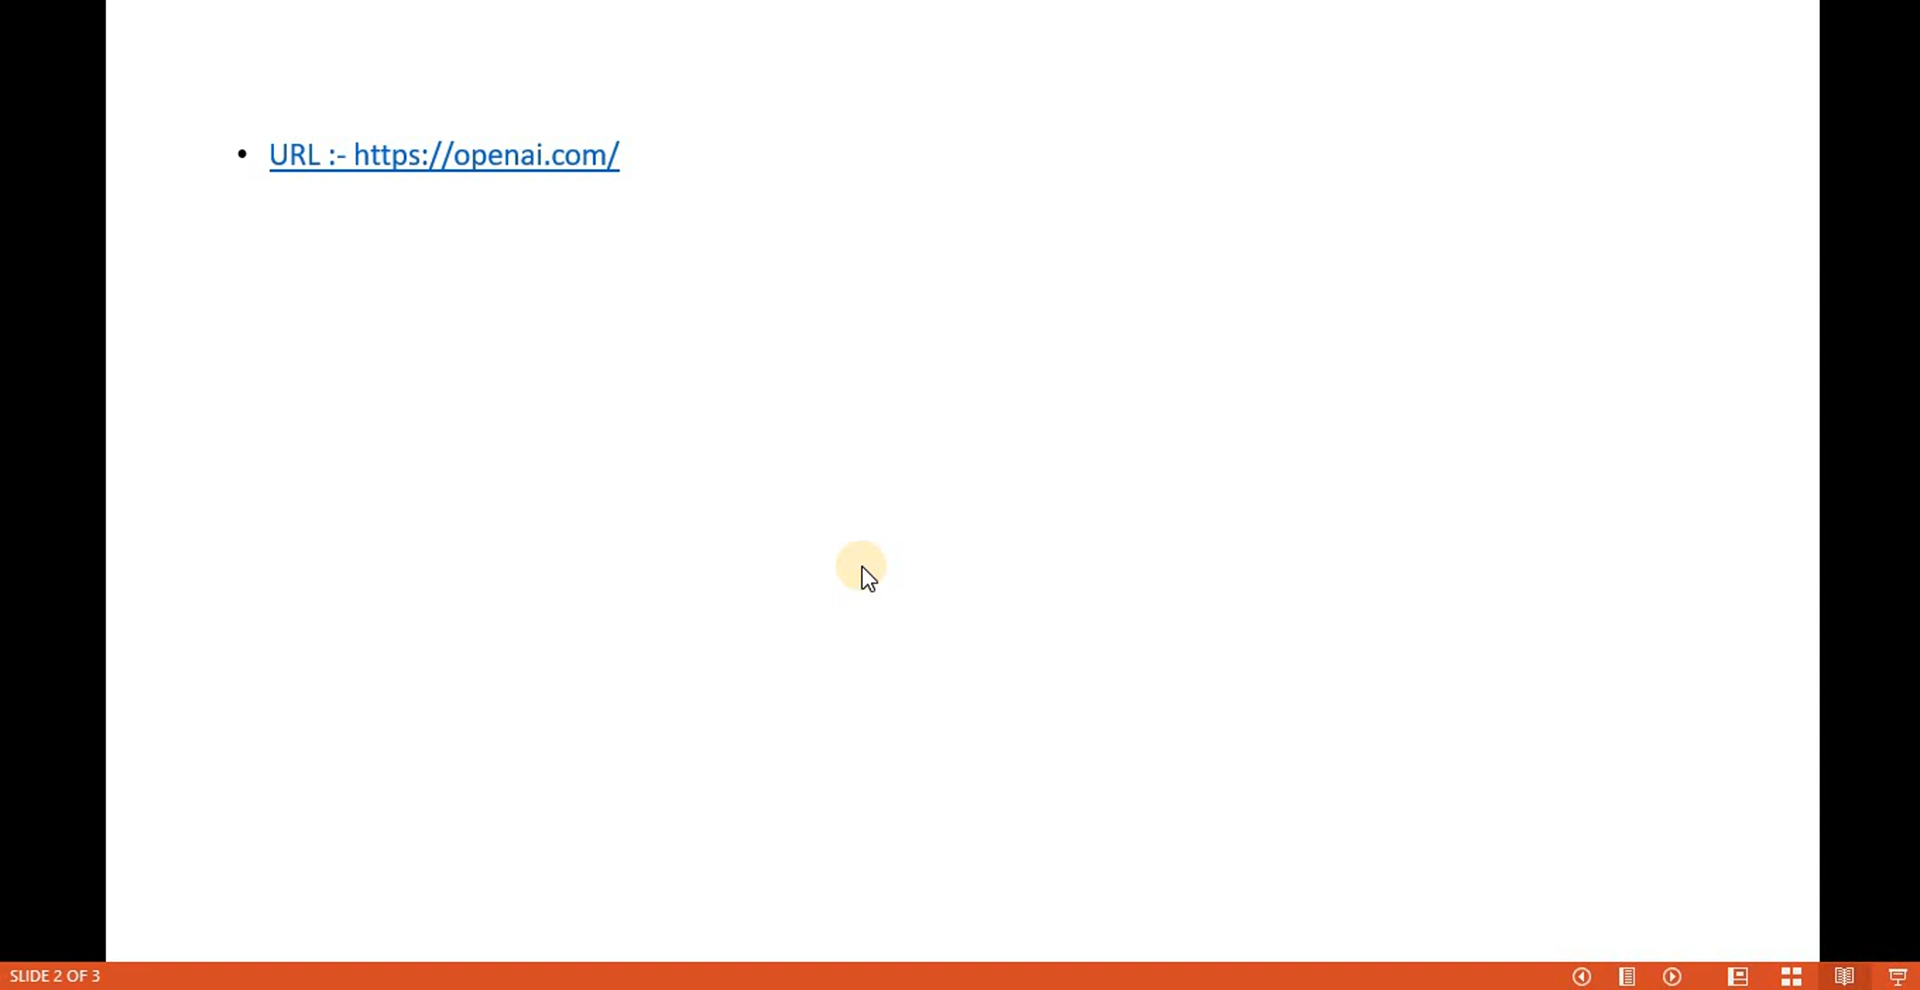 • URL :- https://openai.com/
SLIDE 2 OF 3